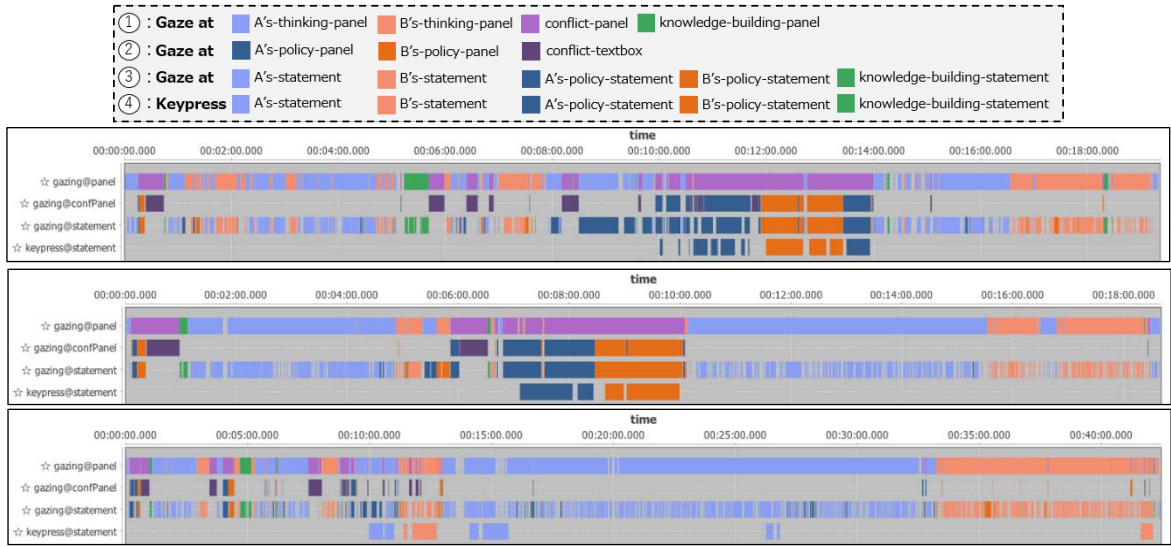 ① : Gaze at A's-thinking-panel B's-thinking-panel conflict-panel knowledge-building-panel
② : Gaze at A's-policy-panel B's-policy-panel conflict-textbox
③ : Gaze at A's-statement B's-statement A's-policy-statement B's-policy-statement knowledge-building-statement
④ : Keypress A's-statement B's-statement A's-policy-statement B's-policy-statement knowledge-building-statement
time
00:00:00.000 00:02:00.000 00:04:00.000 00:06:00.000 00:08:00.000 00:10:00.000 00:12:00.000 00:14:00.000 00:16:00.000 00:18:00.000
☆ gazing@panel
☆ gazing@confPanel
☆ gazing@statement
☆ keypress@statement
time
00:00:00.000 00:02:00.000 00:04:00.000 00:06:00.000 00:08:00.000 00:10:00.000 00:12:00.000 00:14:00.000 00:16:00.000 00:18:00.000
☆ gazing@panel
☆ gazing@confPanel
☆ gazing@statement
☆ keypress@statement
time
00:00:00.000 00:05:00.000 00:10:00.000 00:15:00.000 00:20:00.000 00:25:00.000 00:30:00.000 00:35:00.000 00:40:00.000
☆ gazing@panel
☆ gazing@confPanel
☆ gazing@statement
☆ keypress@statement